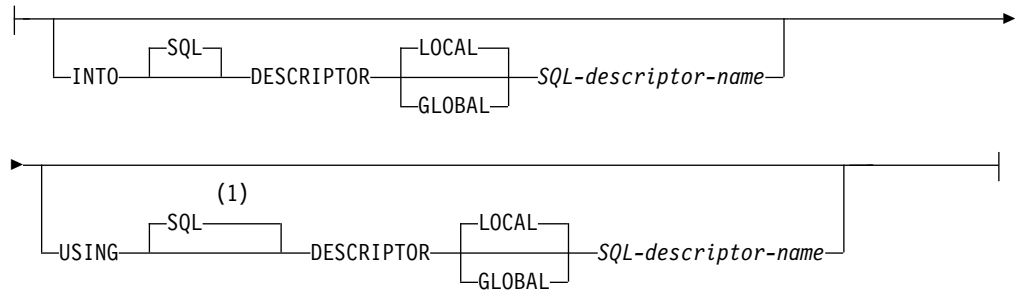 SQL LOCAL
INTO DESCRIPTOR SQL-descriptor-name
GLOBAL
(1)
SQL LOCAL
USING DESCRIPTOR SQL-descriptor-name
GLOBAL